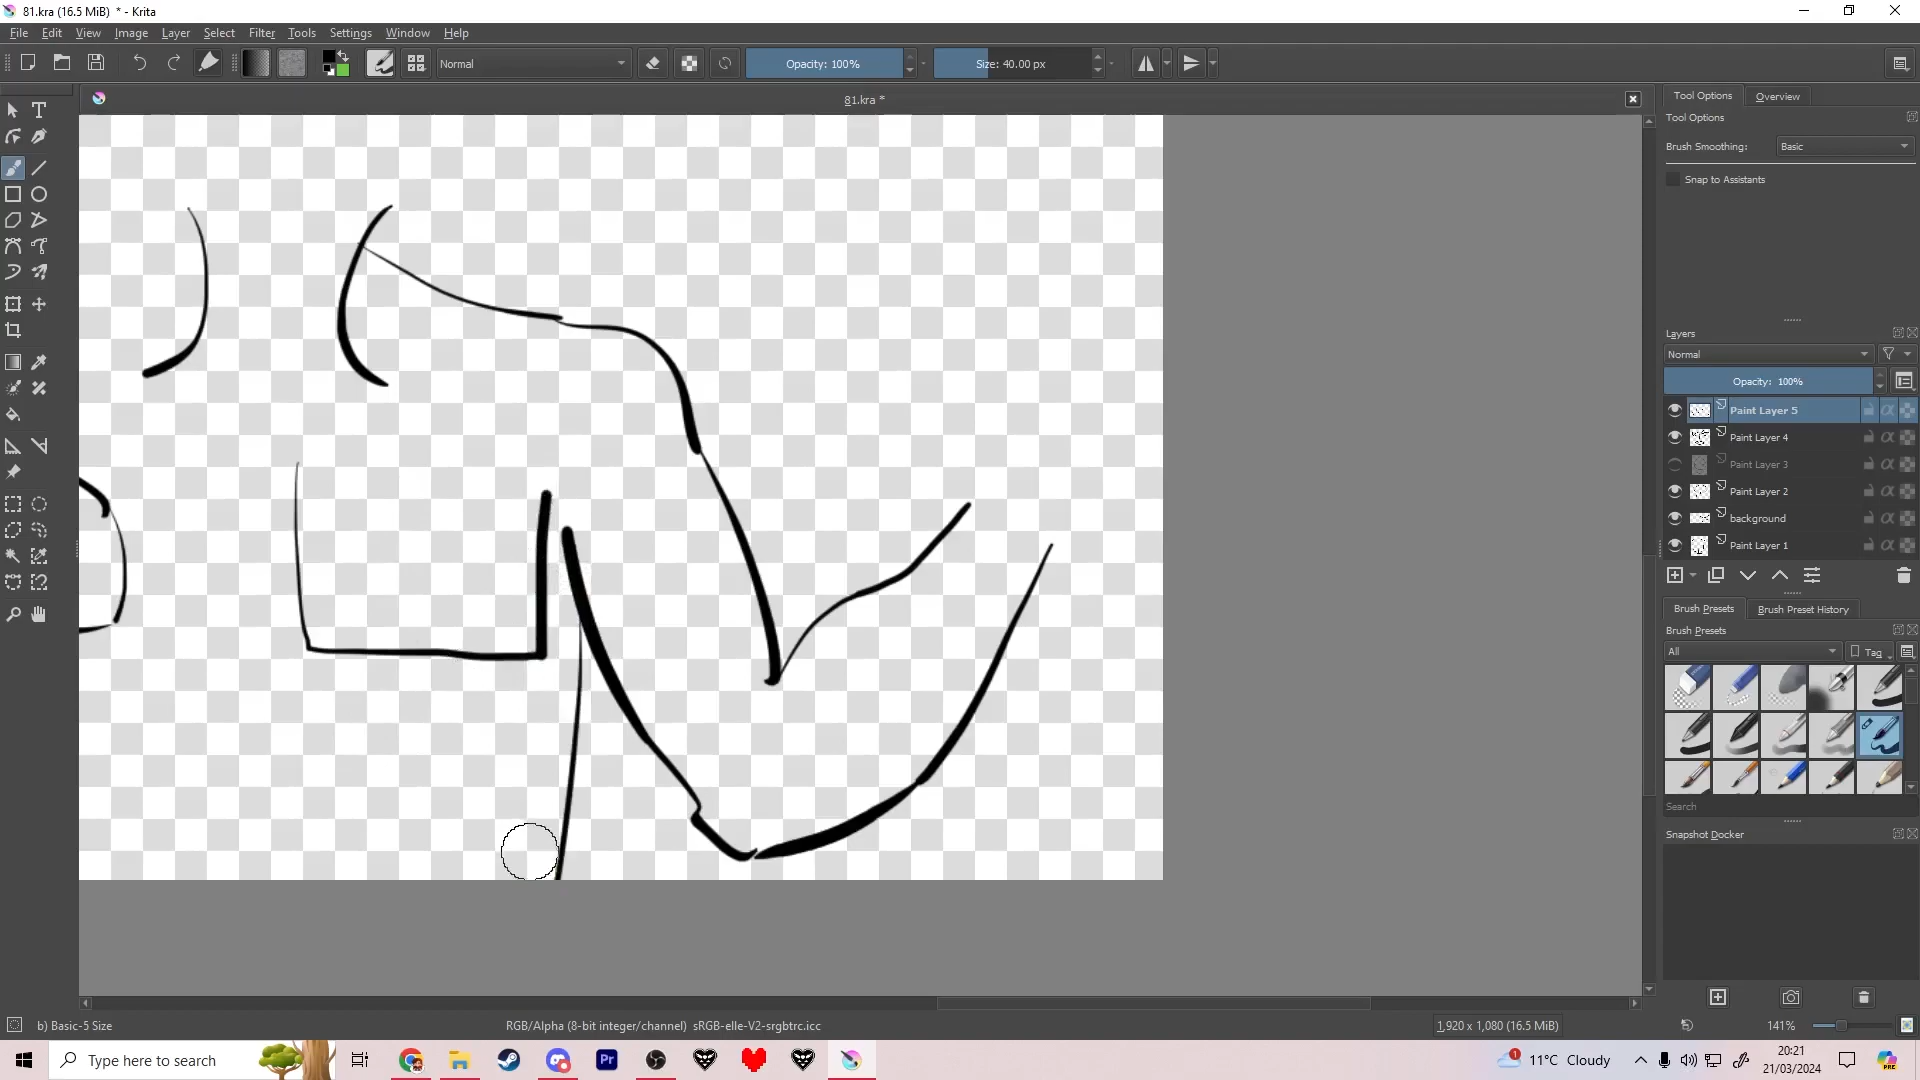 81.kra (16.5 MiB)  * - Krita
File Edit View Image Layer Select Filter Tools Settings Window Help
Normal
Opacity: 100%
Size: 40.00 px
81.kra *
Tool Options Overview
Tool Options
Brush Smoothing: Basic
Snap to Assistants
Layers
Normal
Opacity: 100%
Paint Layer 5
Paint Layer 4
Paint Layer 3
Paint Layer 2
background
Paint Layer 1
Brush Presets Brush Preset History
Brush Presets
All Tag
Search
Snapshot Docker
b) Basic-5 Size
RGB/Alpha (8-bit integer/channel)  sRGB-elle-V2-srgbtrc.icc
1,920 x 1,080 (16.5 MiB)
141%
Type here to search
Pr
1
11°C Cloudy
20:21
21/03/2024
PRE